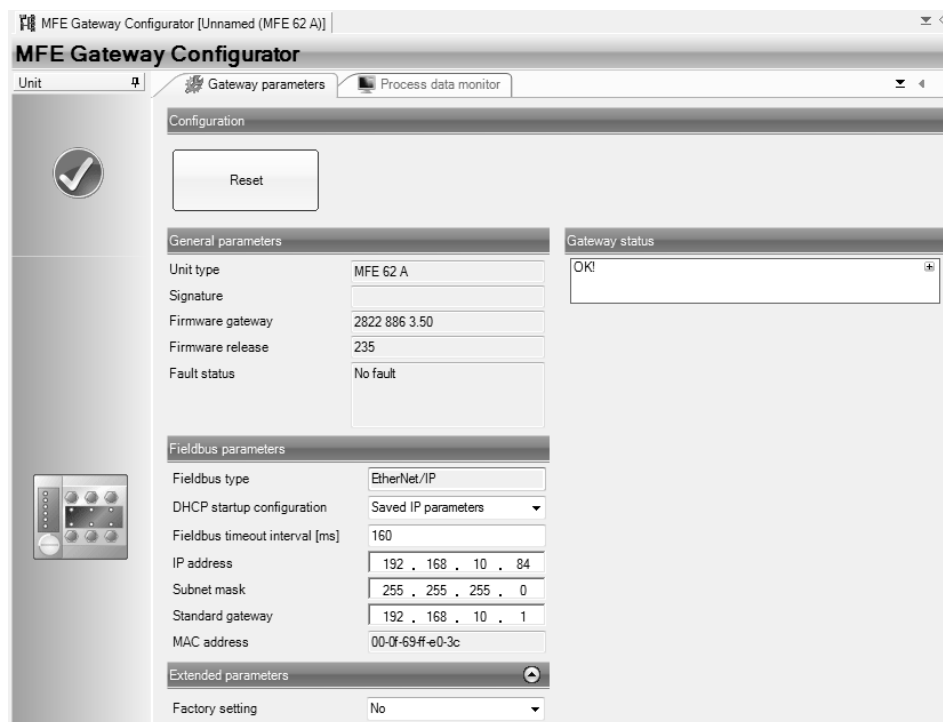 MFE Gateway Configurator [Unnamed (MFE 62 A)]
MFE Gateway Configurator
Unit
Gateway parameters
Process data monitor
Configuration
Reset
General parameters
Gateway status
Unit type
MFE 62 A
OK!
Signature
Firmware gateway
2822 886 3.50
Firmware release
235
Fault status
No fault
Fieldbus parameters
Fieldbus type
EtherNet/IP
DHCP startup configuration
Saved IP parameters
Fieldbus timeout interval [ms]
160
IP address
192 . 168 . 10 . 84
Subnet mask
255 . 255 . 255 . 0
Standard gateway
192 . 168 . 10 . 1
MAC address
00-0f-69-ff-e0-3c
Extended parameters
Factory setting
No